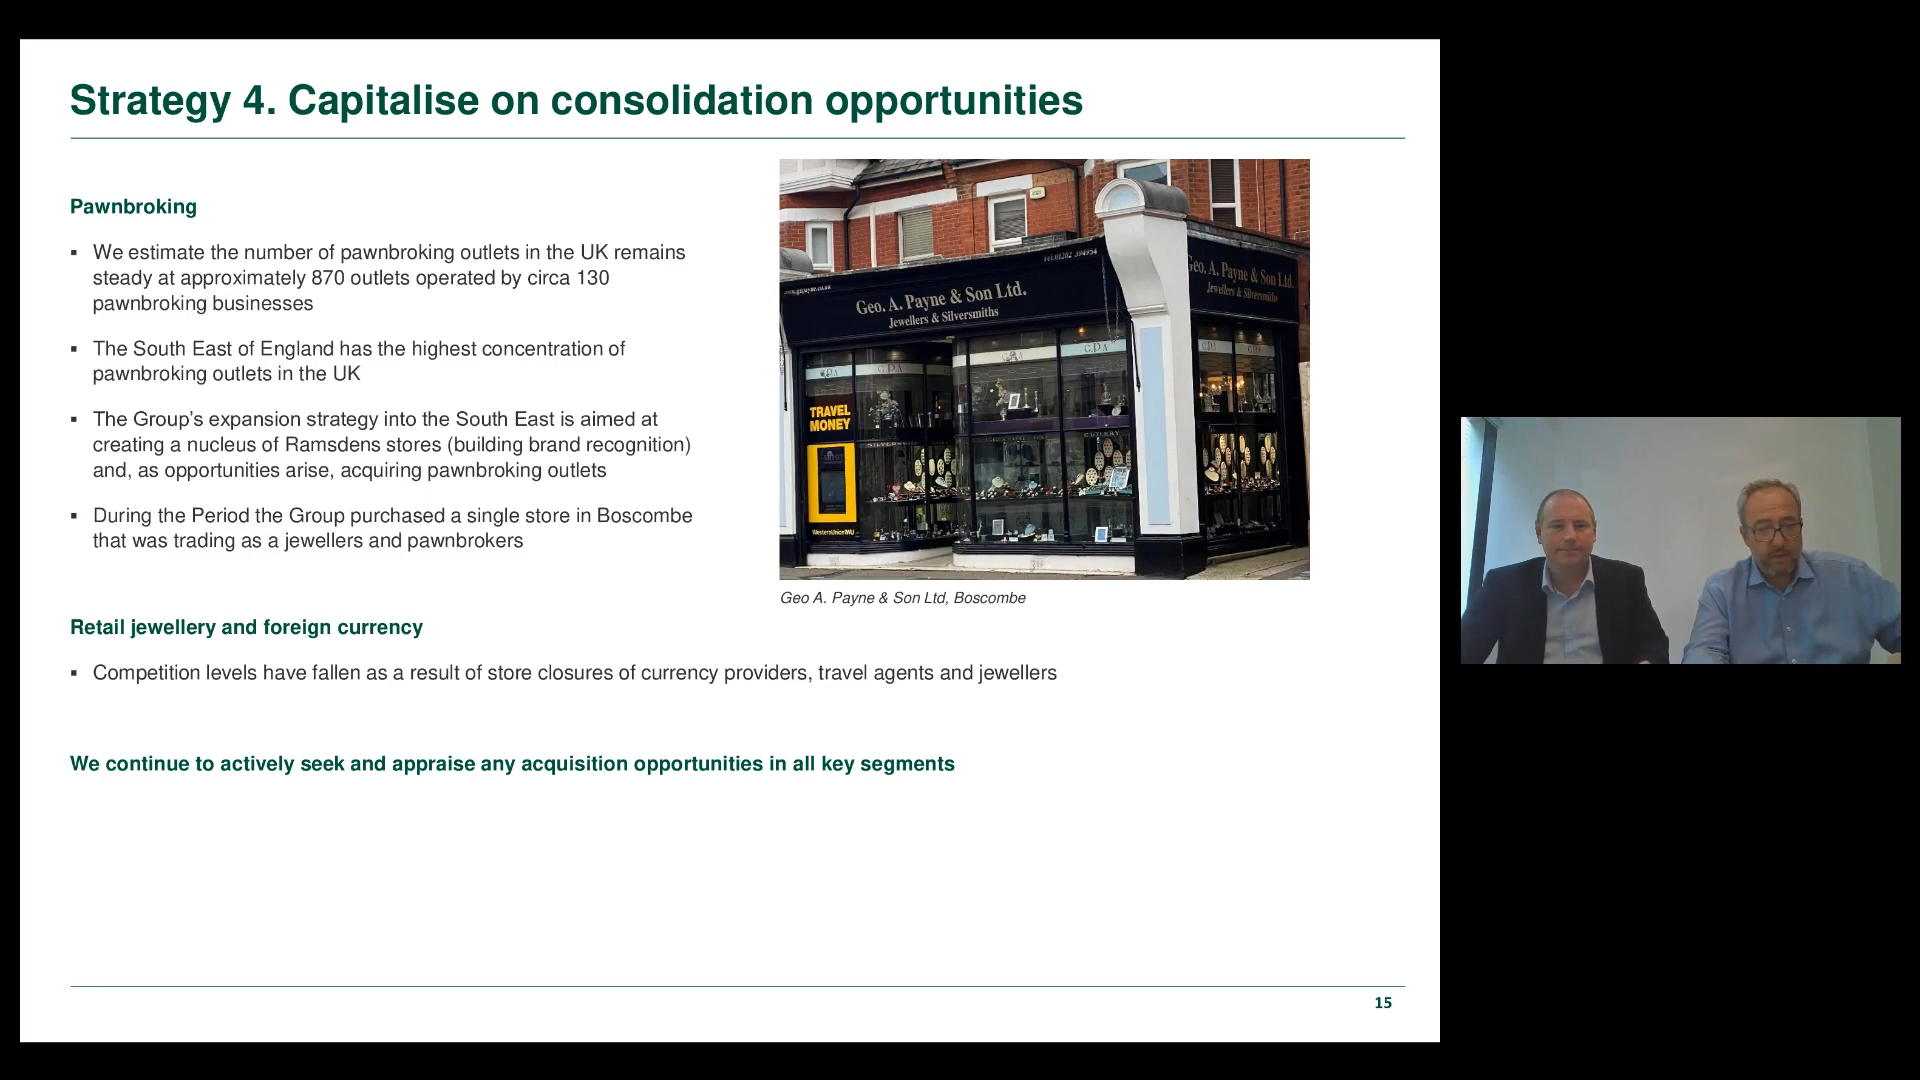 Strategy 4. Capitalise on consolidation opportunities
Pawnbroking
▪ We estimate the number of pawnbroking outlets in the UK remains
steady at approximately 870 outlets operated by circa 130
pawnbroking businesses
▪ The South East of England has the highest concentration of
pawnbroking outlets in the UK
▪ The Group’s expansion strategy into the South East is aimed at
creating a nucleus of Ramsdens stores (building brand recognition)
and, as opportunities arise, acquiring pawnbroking outlets
▪ During the Period the Group purchased a single store in Boscombe
that was trading as a jewellers and pawnbrokers
Tel.01202 394954
Geo. A. Payne & Son Ltd.
Jewellers & Silversmiths
Geo. A. Payne & Son Ltd.
Jewellers & Silversmiths
G.P.A
G.P.A
TRAVEL
MONEY
CUTLERY
WesternUnion WU
Geo A. Payne & Son Ltd, Boscombe
Retail jewellery and foreign currency
▪ Competition levels have fallen as a result of store closures of currency providers, travel agents and jewellers
We continue to actively seek and appraise any acquisition opportunities in all key segments
15